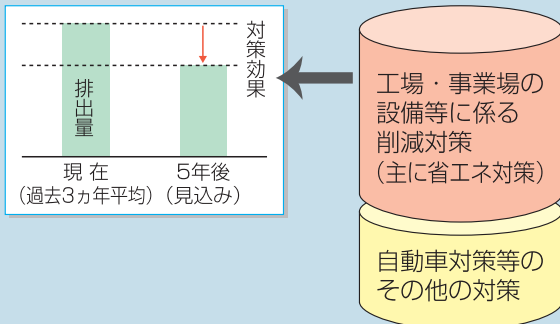 対策効果
排出量
現 在
(過去3ヵ年平均)
5年後
(見込み)
工場・事業場の
設備等に係る
削減対策
(主に省エネ対策)
自動車対策等の
その他の対策